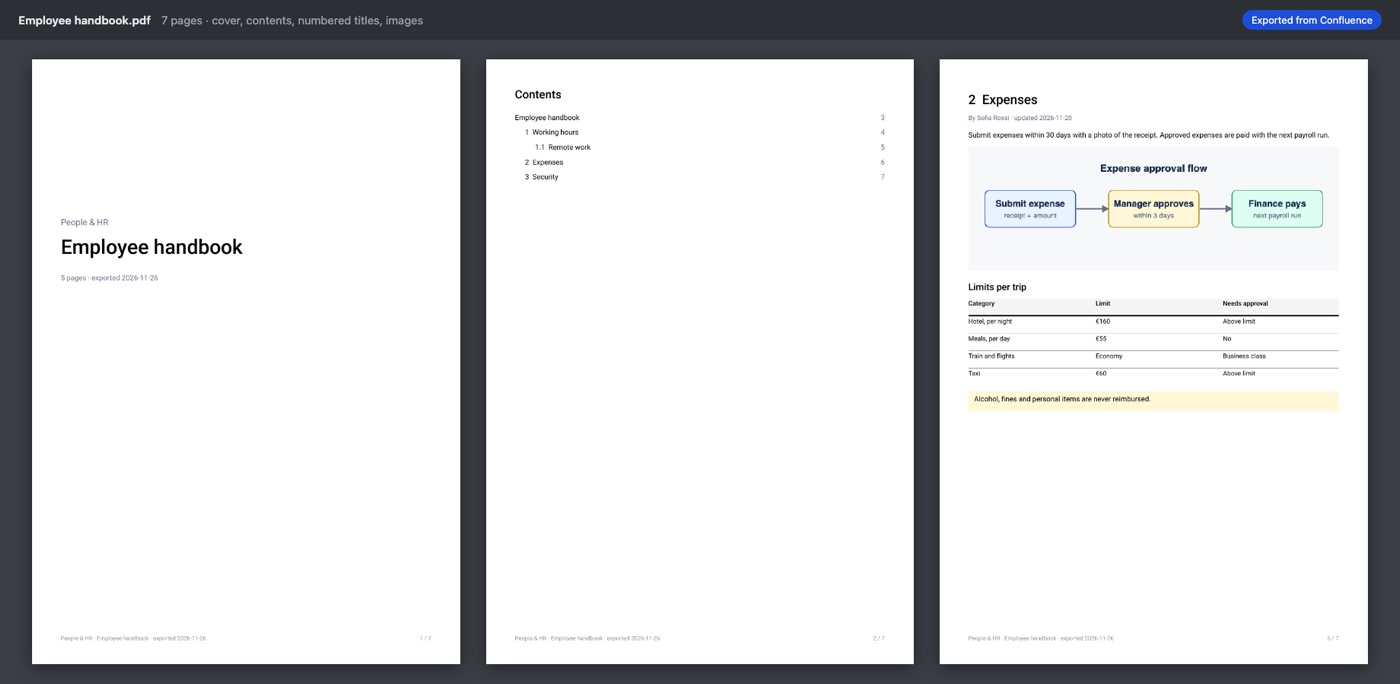 Employee handbook.pdf 7 pages · cover, contents, numbered titles, images
Exported from Confluence
People & HR
Employee handbook
5 pages · exported 2026-11-26
People & HR · Employee handbook · exported 2026-11-26 1 / 7
Contents
Employee handbook 3
1 Working hours 4
1.1 Remote work 5
2 Expenses 6
3 Security 7
People & HR · Employee handbook · exported 2026-11-26 2 / 7
2 Expenses
By Sofia Rossi · updated 2026-11-20
Submit expenses within 30 days with a photo of the receipt. Approved expenses are paid with the next payroll run.
Expense approval flow
Submit expense
receipt + amount
Manager approves
within 3 days
Finance pays
next payroll run
Limits per trip
Category Limit Needs approval
Hotel, per night €160 Above limit
Meals, per day €55 No
Train and flights Economy Business class
Taxi €60 Above limit
Alcohol, fines and personal items are never reimbursed.
People & HR · Employee handbook · exported 2026-11-26